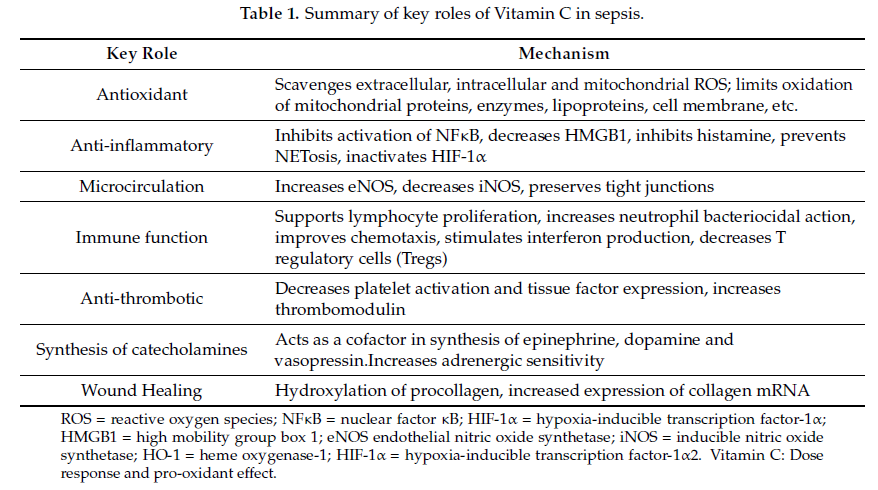 Table 1. Summary of key roles of Vitamin C in sepsis.
Key Role Mechanism
Antioxidant Scavenges extracellular, intracellular and mitochondrial ROS; limits oxidation
of mitochondrial proteins, enzymes, lipoproteins, cell membrane, etc.
Anti-inflammatory Inhibits activation of NFκB, decreases HMGB1, inhibits histamine, prevents
NETosis, inactivates HIF-1α
Microcirculation Increases eNOS, decreases iNOS, preserves tight junctions
Immune function Supports lymphocyte proliferation, increases neutrophil bacteriocidal action,
improves chemotaxis, stimulates interferon production, decreases T
regulatory cells (Tregs)
Anti-thrombotic Decreases platelet activation and tissue factor expression, increases
thrombomodulin
Synthesis of catecholamines Acts as a cofactor in synthesis of epinephrine, dopamine and
vasopressin.Increases adrenergic sensitivity
Wound Healing Hydroxylation of procollagen, increased expression of collagen mRNA
ROS = reactive oxygen species; NFκB = nuclear factor κB; HIF-1α = hypoxia-inducible transcription factor-1α;
HMGB1 = high mobility group box 1; eNOS endothelial nitric oxide synthetase; iNOS = inducible nitric oxide
synthetase; HO-1 = heme oxygenase-1; HIF-1α = hypoxia-inducible transcription factor-1α2. Vitamin C: Dose
response and pro-oxidant effect.